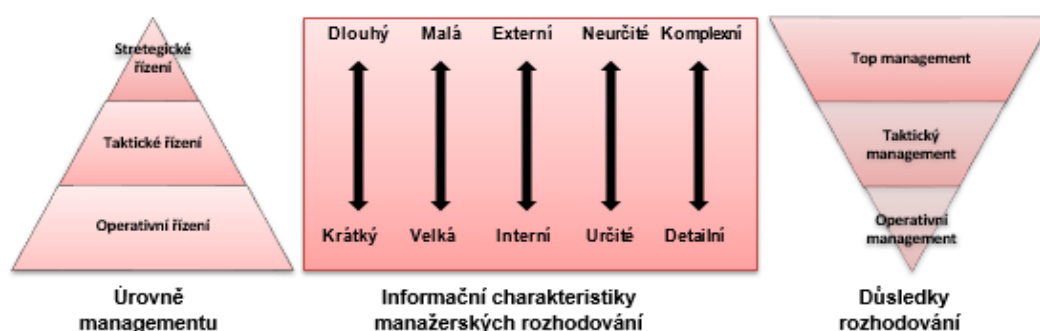 Stretegické
řízení
Taktické řízení
Operativní řízení
Úrovně
managementu
Dlouhý Malá Externí Neurčité Komplexní
Krátký Velká Interní Určité Detailní
Informační charakteristiky
manažerských rozhodování
Top management
Taktický
management
Operativní
management
Důsledky
rozhodování